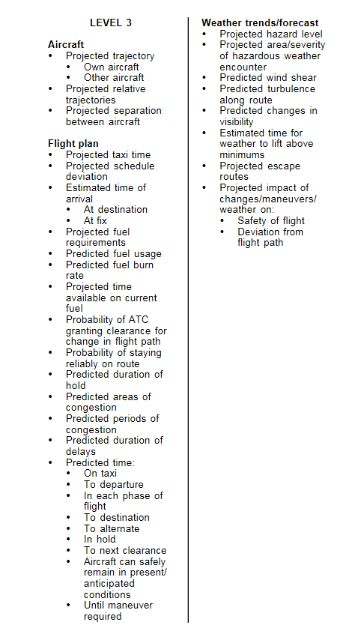 LEVEL 3
Aircraft
• Projected trajectory
• Own aircraft
• Other aircraft
• Projected relative
trajectories
• Projected separation
between aircraft
Flight plan
• Projected taxi time
• Projected schedule
deviation
• Estimated time of
arrival
• At destination
• At fix
• Projected fuel
requirements
• Predicted fuel usage
• Predicted fuel burn
rate
• Projected time
available on current
fuel
• Probability of ATC
granting clearance for
change in flight path
• Probability of staying
reliably on route
• Predicted duration of
hold
• Predicted areas of
congestion
• Predicted periods of
congestion
• Predicted duration of
delays
• Predicted time:
• On taxi
• To departure
• In each phase of
flight
• To destination
• To alternate
• In hold
• To next clearance
• Aircraft can safely
remain in present/
anticipated
conditions
• Until maneuver
required
Weather trends/forecast
• Projected hazard level
• Projected area/severity
of hazardous weather
encounter
• Predicted wind shear
• Predicted turbulence
along route
• Predicted changes in
visibility
• Estimated time for
weather to lift above
minimums
• Projected escape
routes
• Projected impact of
changes/maneuvers/
weather on:
• Safety of flight
• Deviation from
flight path